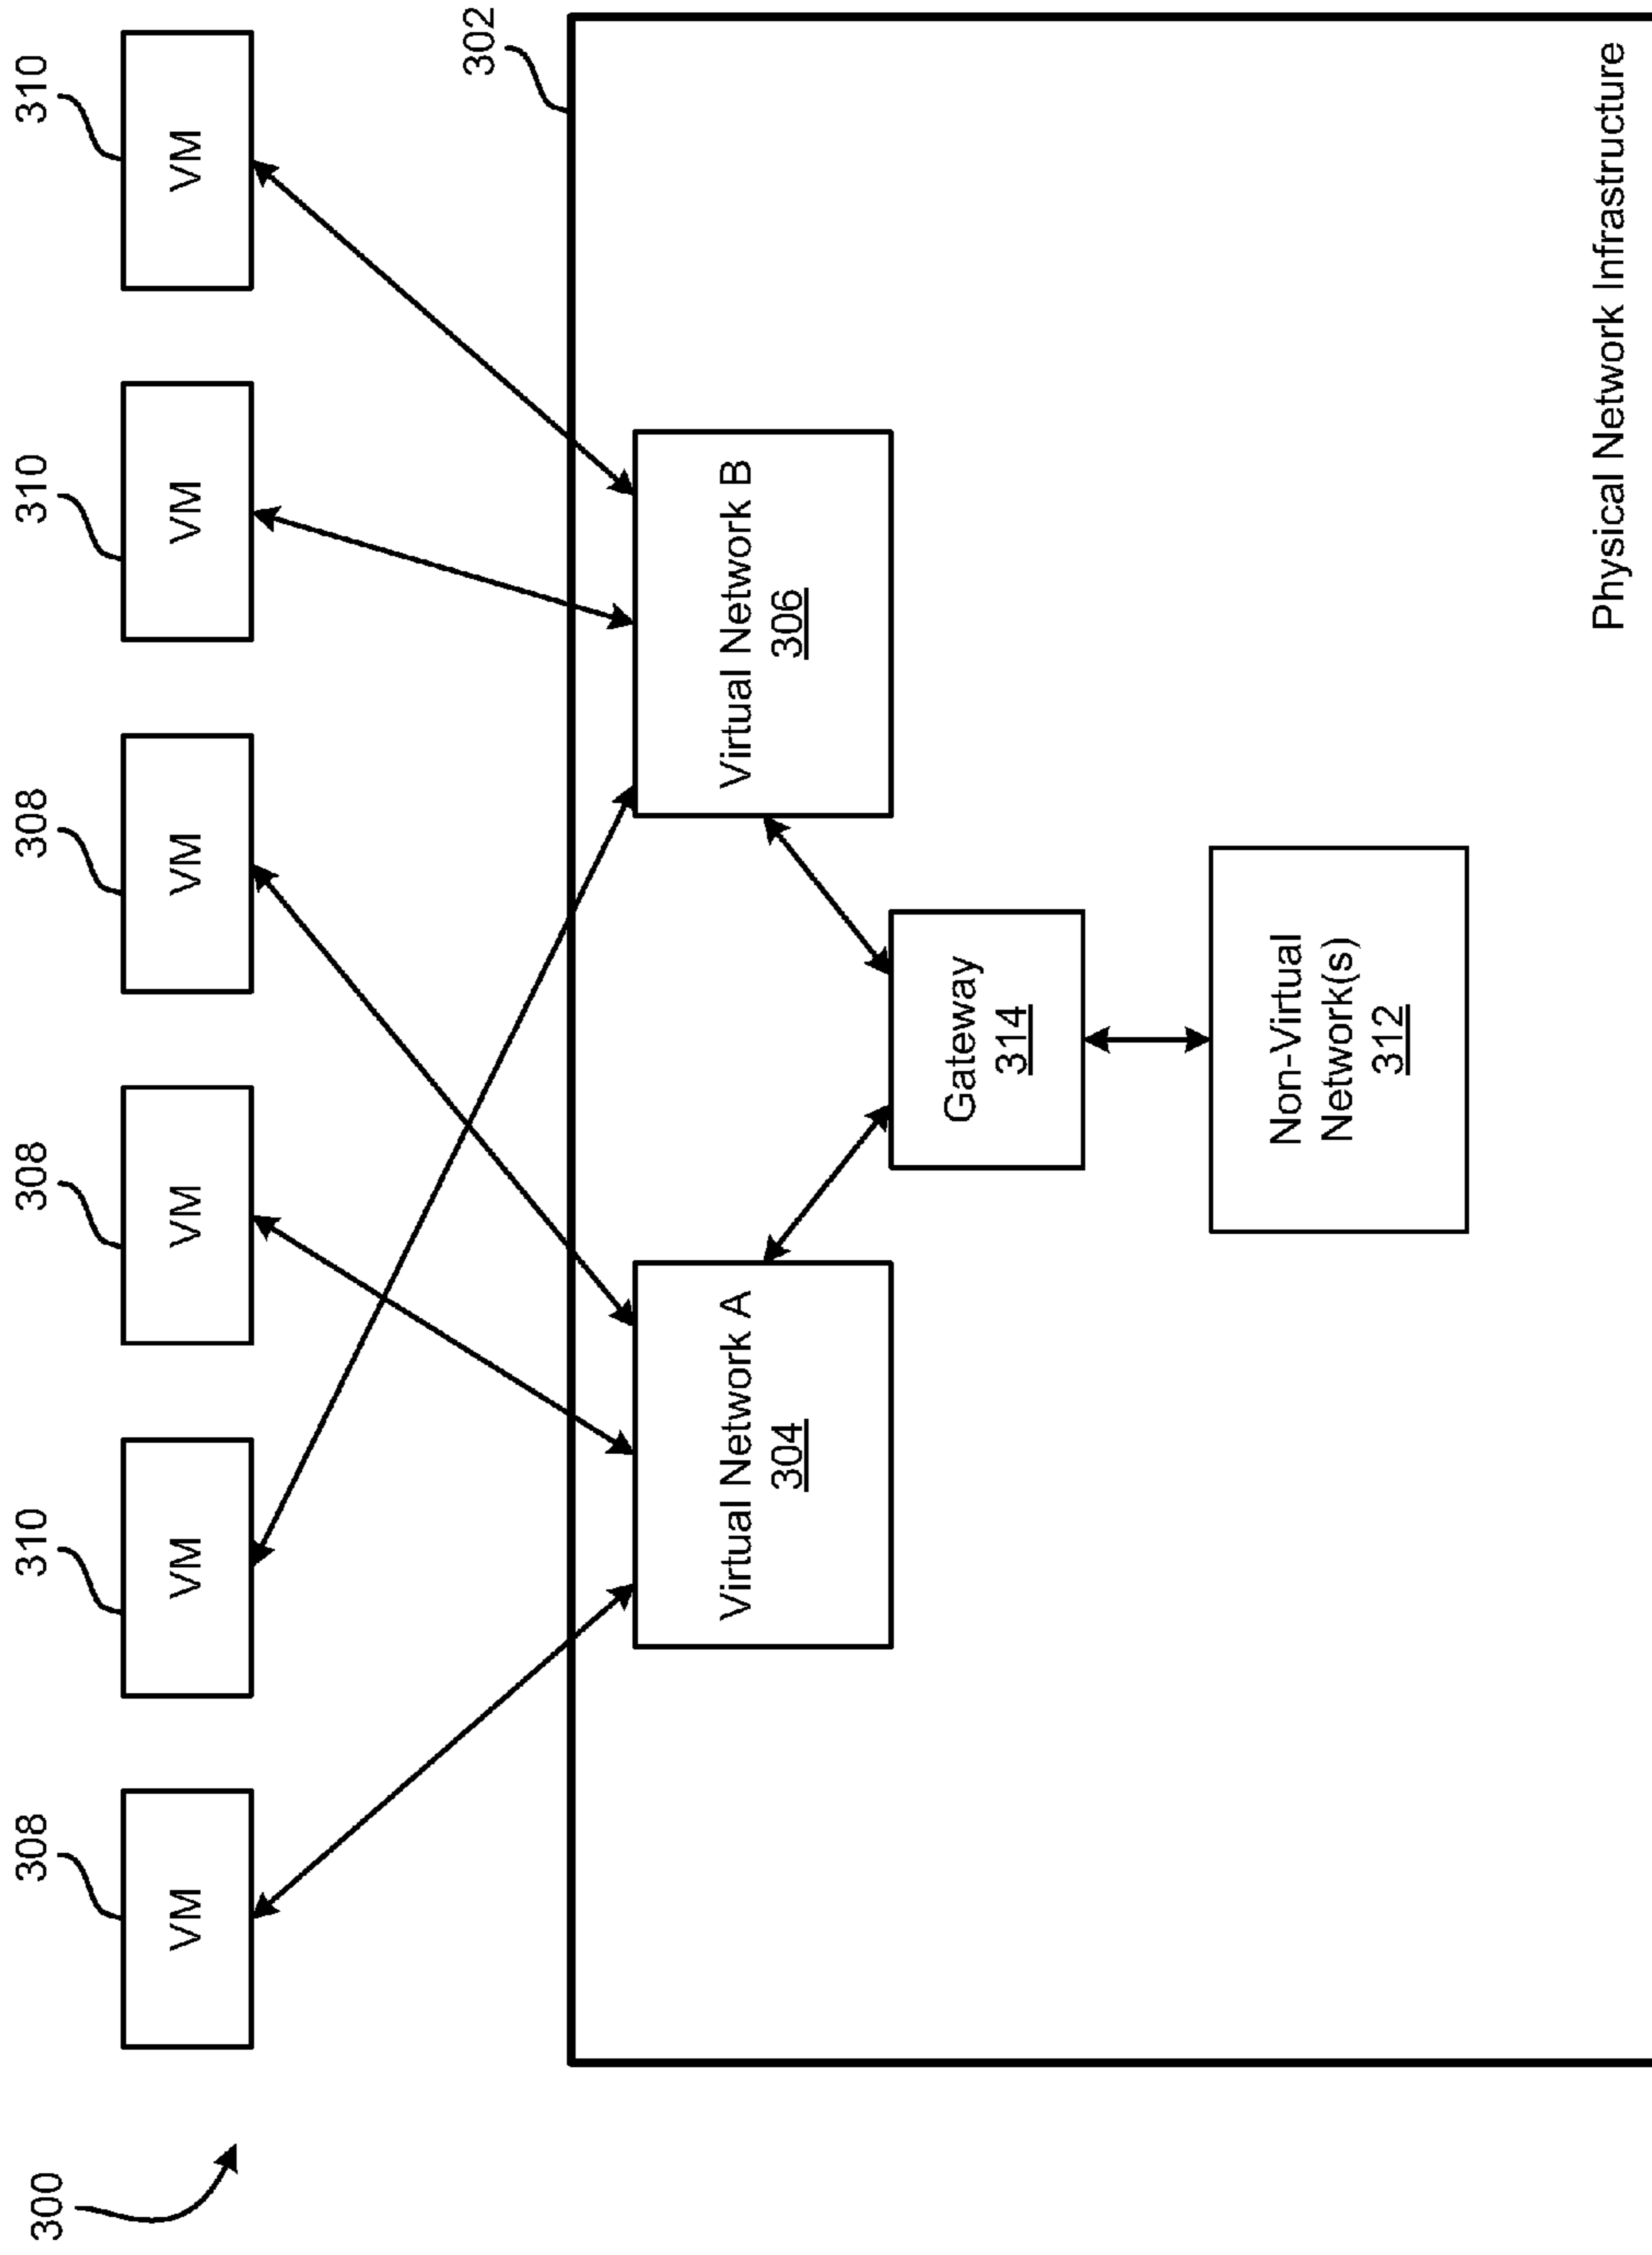 300
308
310
308
308
310
310
VM
VM
VM
VM
VM
VM
302
Virtual Network A
304
Virtual Network B
306
Gateway
314
Non-Virtual
Network(s)
312
Physical Network Infrastructure